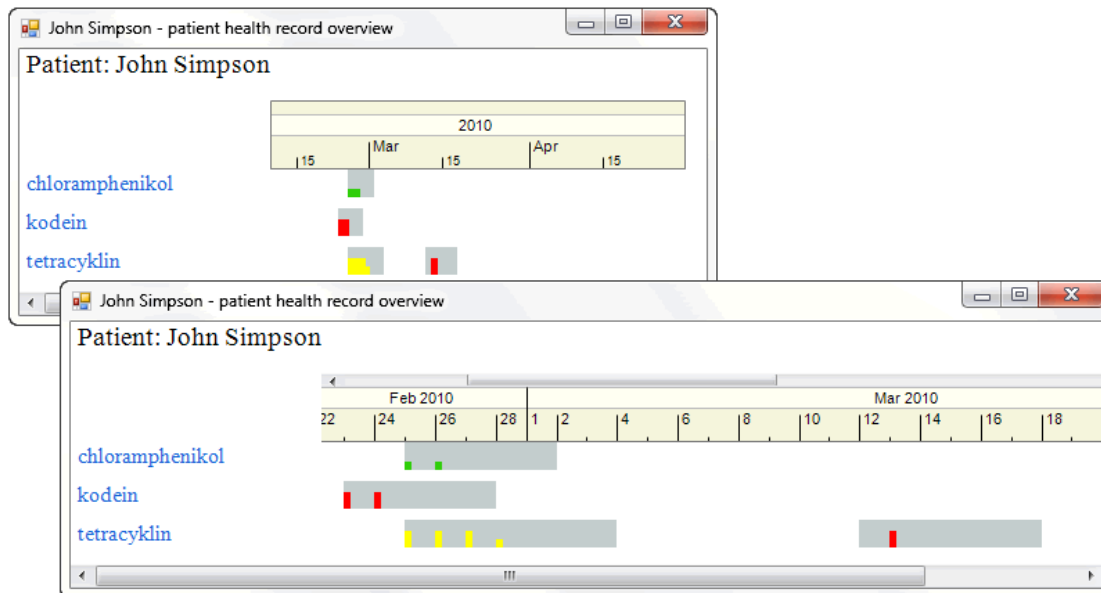 John Simpson - patient health record overview
Patient: John Simpson
2010
Mar Apr
15 15 15
chloramphenikol
kodein
tetracyklin
John Simpson - patient health record overview
Patient: John Simpson
Feb 2010 Mar 2010
22 24 26 28 1 2 4 6 8 10 12 14 16 18
chloramphenikol
kodein
tetracyklin